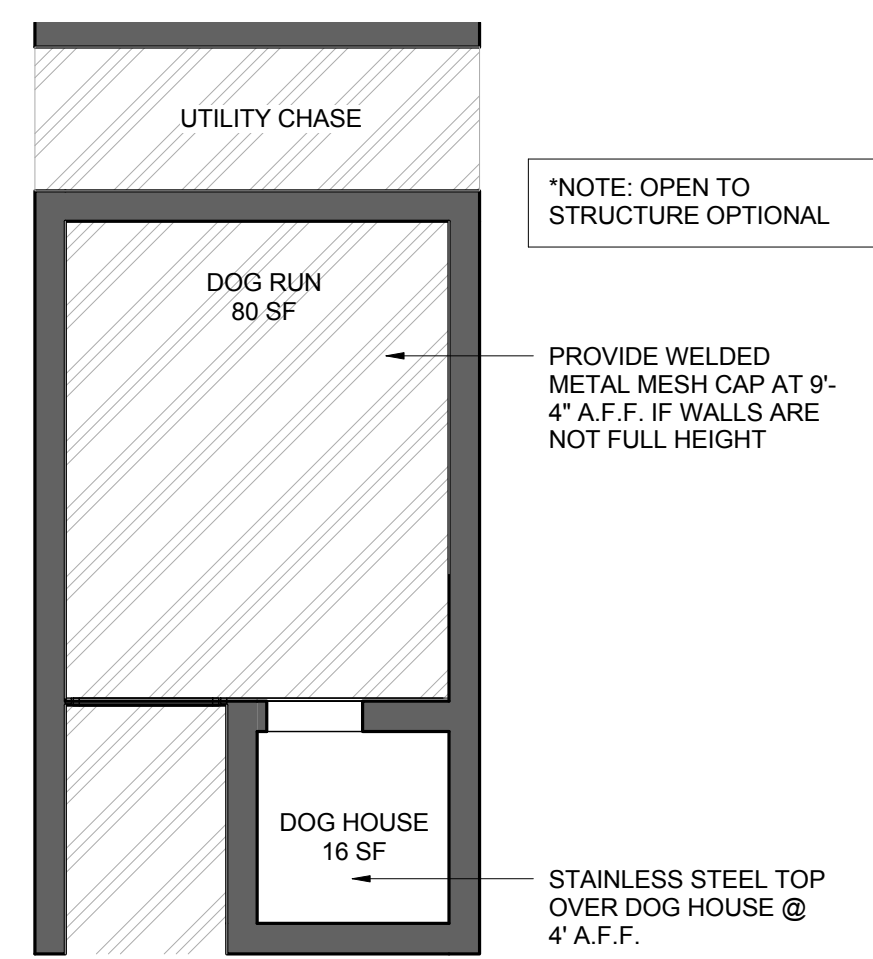 UTILITY CHASE
*NOTE: OPEN TO
STRUCTURE OPTIONAL
DOG RUN
80 SF
PROVIDE WELDED
METAL MESH CAP AT 9'-
4" A.F.F. IF WALLS ARE
NOT FULL HEIGHT
DOG HOUSE
16 SF
STAINLESS STEEL TOP
OVER DOG HOUSE @
4' A.F.F.